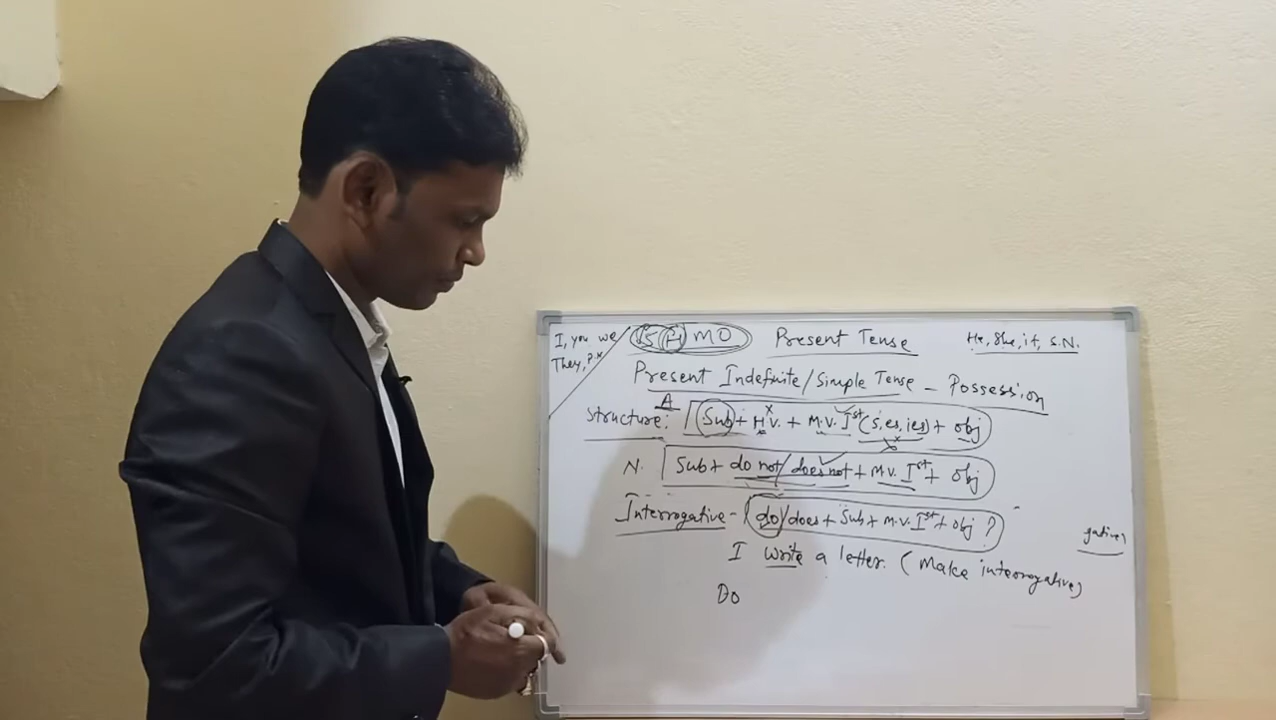 I, you we
They, P.N
IS H MO Present Tense He, She, it, S.N.
Present Indefinite/Simple Tense - Possession
A
Structure: Sub + H.V. + M.V. Ist (s, es, ies) + obj
N. Sub + do not/does not + M.V. Ist + obj
Interrogative - do/does + Sub + M.V. Ist + obj ?
gative)
I write a letter. (Make interrogative)
Do